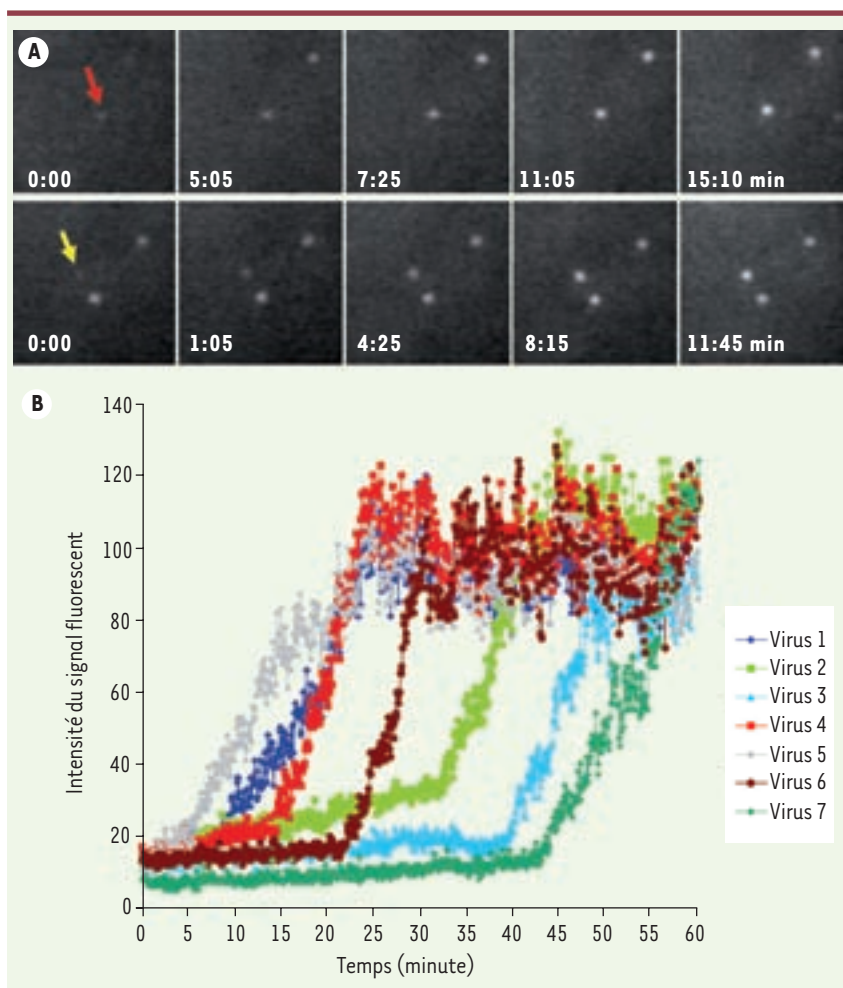 A
0:00
5:05
7:25
11:05
15:10 min
0:00
1:05
4:25
8:15
11:45 min
B
Intensité du signal fluorescent
140
120
100
80
60
40
20
0
0 5 10 15 20 25 30 35 40 45 50 55 60
Temps (minute)
Virus 1
Virus 2
Virus 3
Virus 4
Virus 5
Virus 6
Virus 7